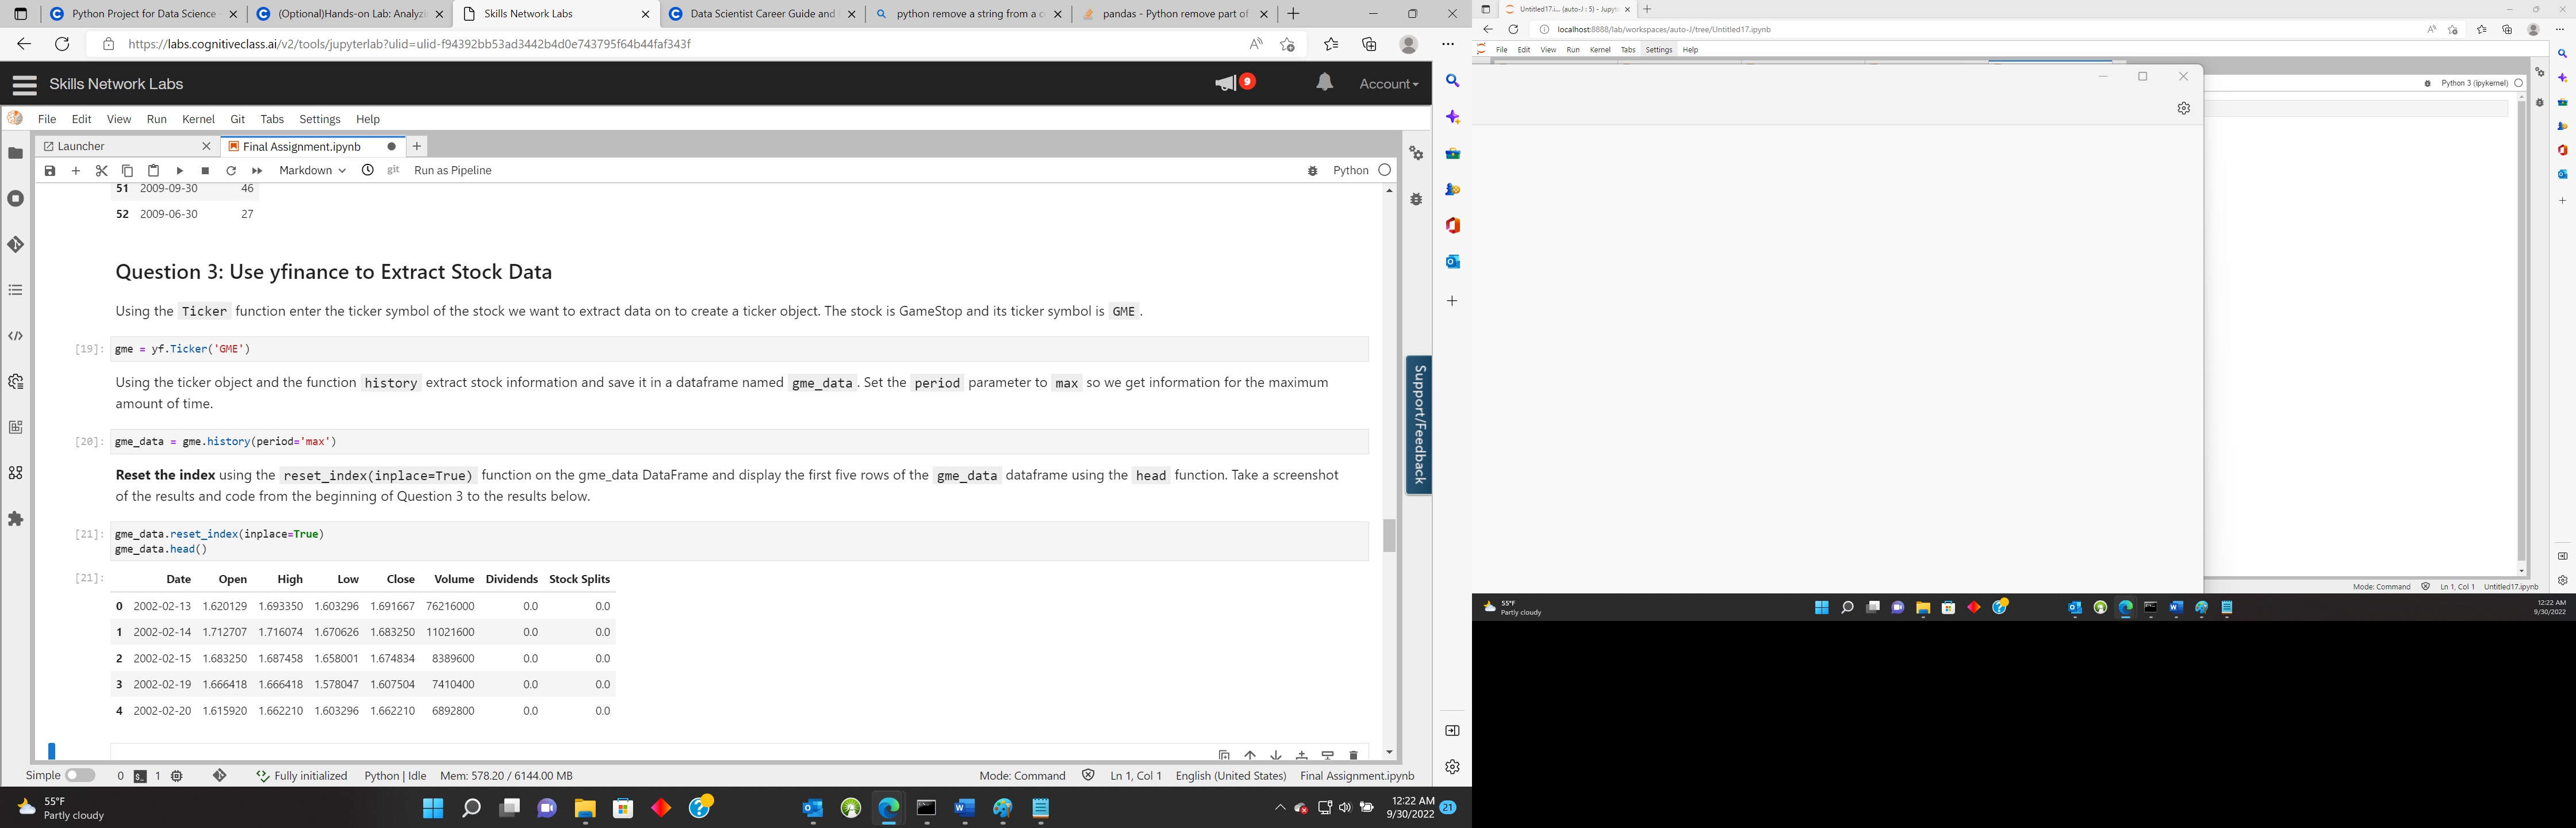 Python Project for Data Science
(Optional)Hands-on Lab: Analyzi
Skills Network Labs
Data Scientist Career Guide and
python remove a string from a c
pandas - Python remove part of
https://labs.cognitiveclass.ai/v2/tools/jupyterlab?ulid=ulid-f94392bb53ad3442b4d0e743795f64b44faf343f
Skills Network Labs
9
Account
File Edit View Run Kernel Git Tabs Settings Help
Launcher
Final Assignment.ipynb
Markdown
git
Run as Pipeline
Python
51 2009-09-30 46
52 2009-06-30 27
Question 3: Use yfinance to Extract Stock Data
Using the Ticker function enter the ticker symbol of the stock we want to extract data on to create a ticker object. The stock is GameStop and its ticker symbol is GME .
[19]: gme = yf.Ticker('GME')
Using the ticker object and the function history extract stock information and save it in a dataframe named gme_data . Set the period parameter to max so we get information for the maximum
amount of time.
[20]: gme_data = gme.history(period='max')
Reset the index using the reset_index(inplace=True) function on the gme_data DataFrame and display the first five rows of the gme_data dataframe using the head function. Take a screenshot
of the results and code from the beginning of Question 3 to the results below.
[21]: gme_data.reset_index(inplace=True)
gme_data.head()
[21]: Date Open High Low Close Volume Dividends Stock Splits
0 2002-02-13 1.620129 1.693350 1.603296 1.691667 76216000 0.0 0.0
1 2002-02-14 1.712707 1.716074 1.670626 1.683250 11021600 0.0 0.0
2 2002-02-15 1.683250 1.687458 1.658001 1.674834 8389600 0.0 0.0
3 2002-02-19 1.666418 1.666418 1.578047 1.607504 7410400 0.0 0.0
4 2002-02-20 1.615920 1.662210 1.603296 1.662210 6892800 0.0 0.0
Support/Feedback
Simple 0 1 Fully initialized Python | Idle Mem: 578.20 / 6144.00 MB
Mode: Command Ln 1, Col 1 English (United States) Final Assignment.ipynb
55°F
Partly cloudy
12:22 AM
9/30/2022
21
Untitled17.i... (auto-J : 5) - Jupyt
localhost:8888/lab/workspaces/auto-J/tree/Untitled17.ipynb
File Edit View Run Kernel Tabs Settings Help
Python 3 (ipykernel)
Mode: Command Ln 1, Col 1 Untitled17.ipynb
55°F
Partly cloudy
12:22 AM
9/30/2022